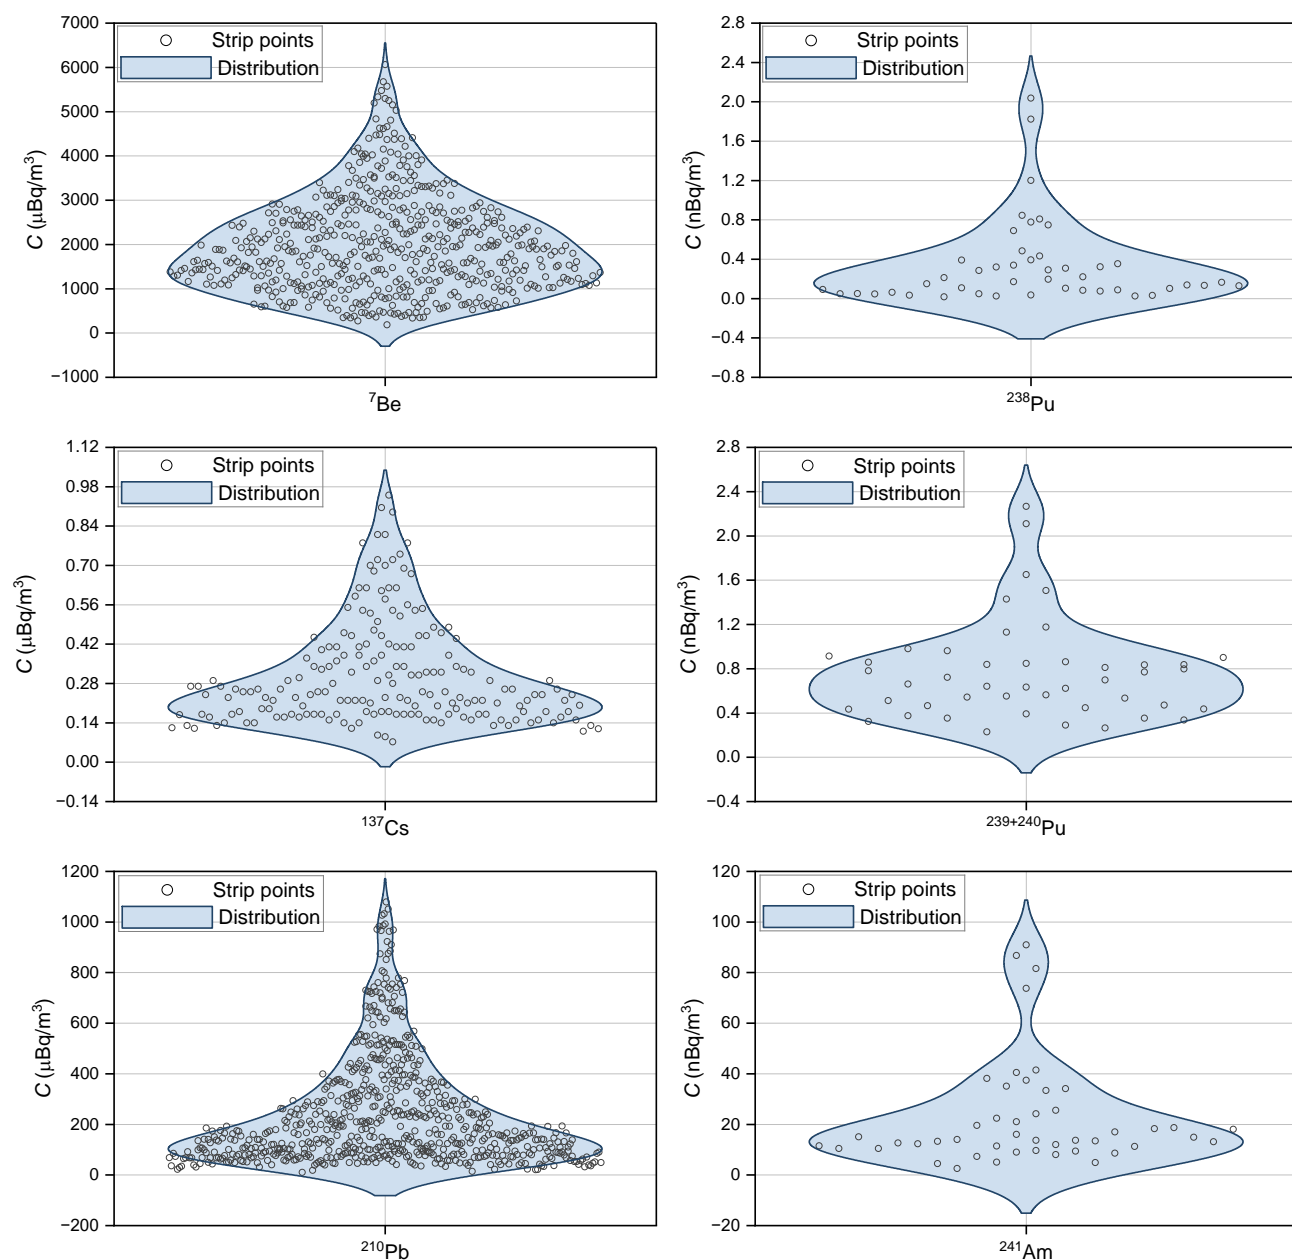 7000
6000
5000
4000
3000
2000
1000
0
−1000
C (μBq/m³)
Strip points
Distribution
⁷Be
2.8
2.4
2.0
1.6
1.2
0.8
0.4
0.0
−0.4
−0.8
C (nBq/m³)
Strip points
Distribution
²³⁸Pu
1.12
0.98
0.84
0.70
0.56
0.42
0.28
0.14
0.00
−0.14
C (μBq/m³)
Strip points
Distribution
¹³⁷Cs
2.8
2.4
2.0
1.6
1.2
0.8
0.4
0.0
−0.4
C (nBq/m³)
Strip points
Distribution
²³⁹⁺²⁴⁰Pu
1200
1000
800
600
400
200
0
−200
C (μBq/m³)
Strip points
Distribution
²¹⁰Pb
120
100
80
60
40
20
0
−20
C (nBq/m³)
Strip points
Distribution
²⁴¹Am